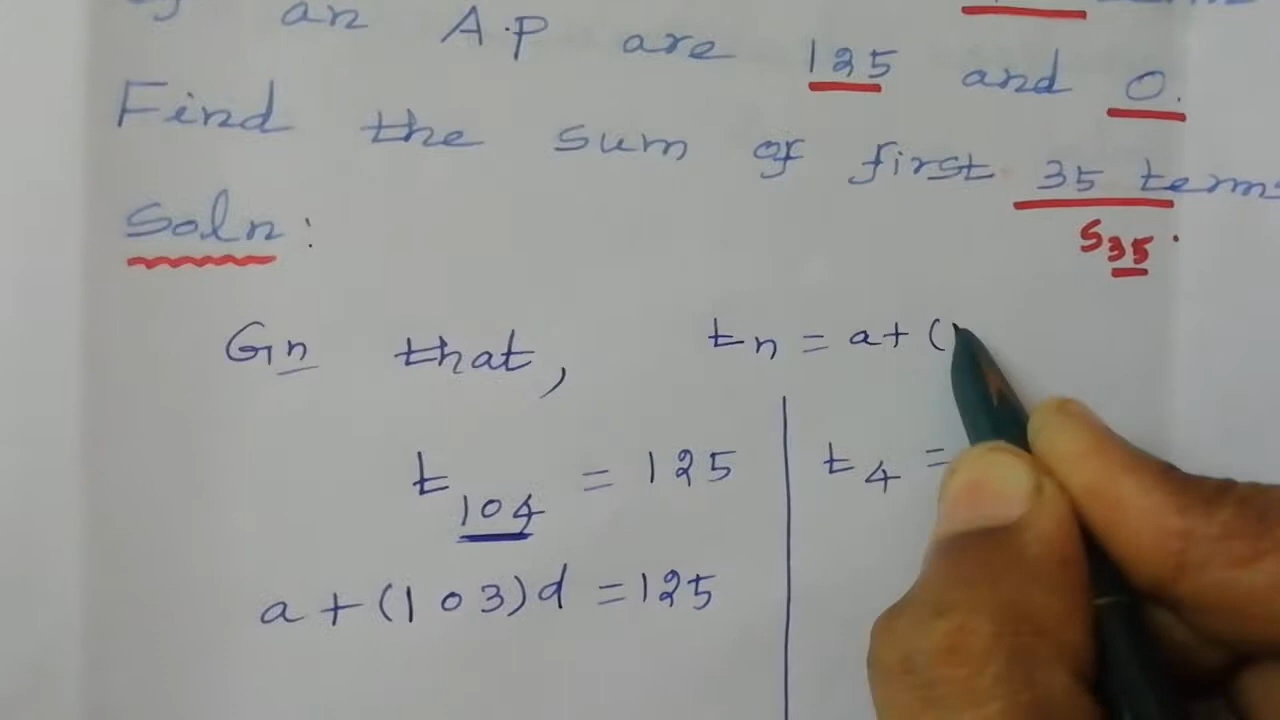 an A.P are 125 and 0.
Find the sum of first 35 term
S35.
Soln:
Gn that, tn = a+(
t104 = 125
t4 =
a+(103)d =125